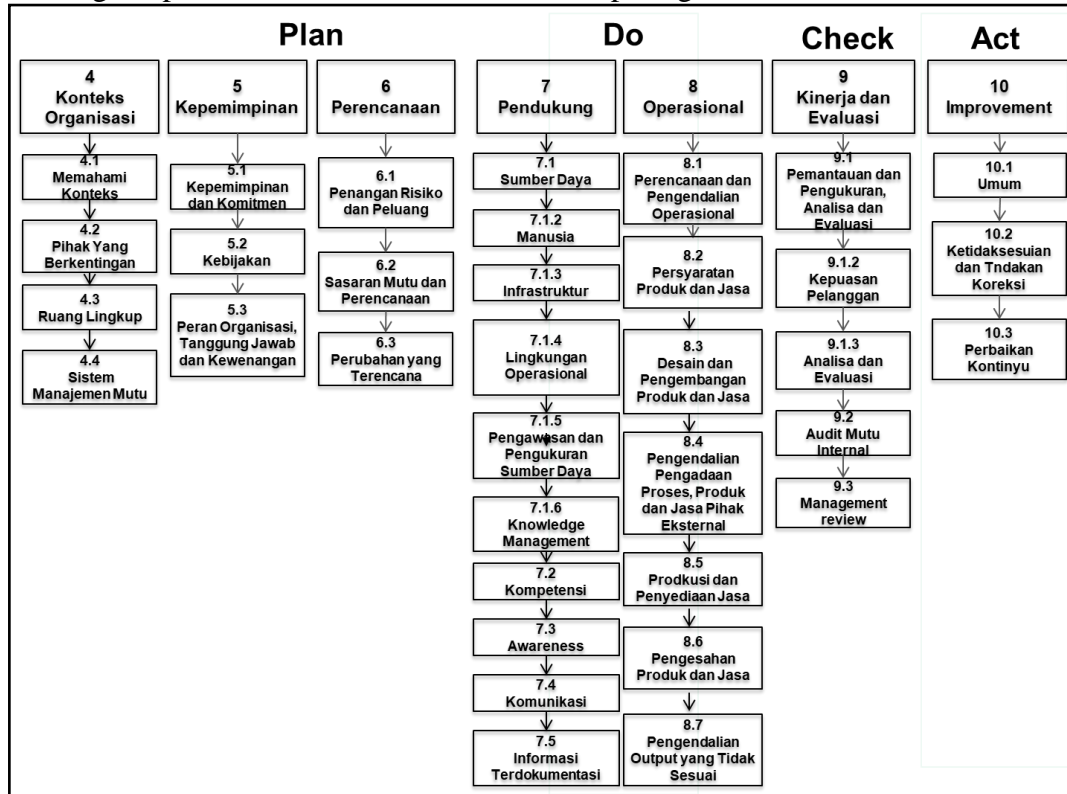 Plan
Do
Check
Act
4
Konteks
Organisasi
4.1
Memahami
Konteks
4.2
Pihak Yang
Berkentingan
4.3
Ruang Lingkup
4.4
Sistem
Manajemen Mutu
5
Kepemimpinan
5.1
Kepemimpinan
dan Komitmen
5.2
Kebijakan
5.3
Peran Organisasi,
Tanggung Jawab
dan Kewenangan
6
Perencanaan
6.1
Penangan Risiko
dan Peluang
6.2
Sasaran Mutu dan
Perencanaan
6.3
Perubahan yang
Terencana
7
Pendukung
7.1
Sumber Daya
7.1.2
Manusia
7.1.3
Infrastruktur
7.1.4
Lingkungan
Operasional
7.1.5
Pengawasan dan
Pengukuran
Sumber Daya
7.1.6
Knowledge
Management
7.2
Kompetensi
7.3
Awareness
7.4
Komunikasi
7.5
Informasi
Terdokumentasi
8
Operasional
8.1
Perencanaan dan
Pengendalian
Operasional
8.2
Persyaratan
Produk dan Jasa
8.3
Desain dan
Pengembangan
Produk dan Jasa
8.4
Pengendalian
Pengadaan
Proses, Produk
dan Jasa Pihak
Eksternal
8.5
Prodkusi dan
Penyediaan Jasa
8.6
Pengesahan
Produk dan Jasa
8.7
Pengendalian
Output yang Tidak
Sesuai
9
Kinerja dan
Evaluasi
9.1
Pemantauan dan
Pengukuran,
Analisa dan
Evaluasi
9.1.2
Kepuasan
Pelanggan
9.1.3
Analisa dan
Evaluasi
9.2
Audit Mutu
Internal
9.3
Management
review
10
Improvement
10.1
Umum
10.2
Ketidaksesuian
dan Tndakan
Koreksi
10.3
Perbaikan
Kontinyu